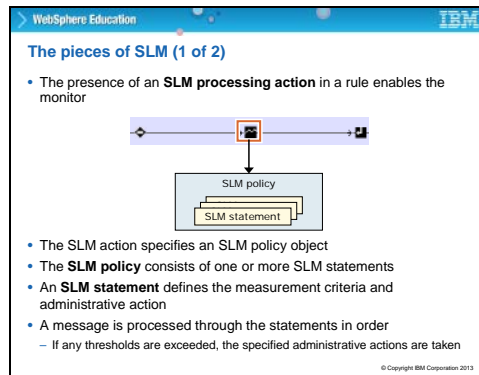 WebSphere Education
IBM
The pieces of SLM (1 of 2)
• The presence of an SLM processing action in a rule enables the
monitor
SLM policy
SLM statement
• The SLM action specifies an SLM policy object
• The SLM policy consists of one or more SLM statements
• An SLM statement defines the measurement criteria and
administrative action
• A message is processed through the statements in order
– If any thresholds are exceeded, the specified administrative actions are taken
© Copyright IBM Corporation 2013